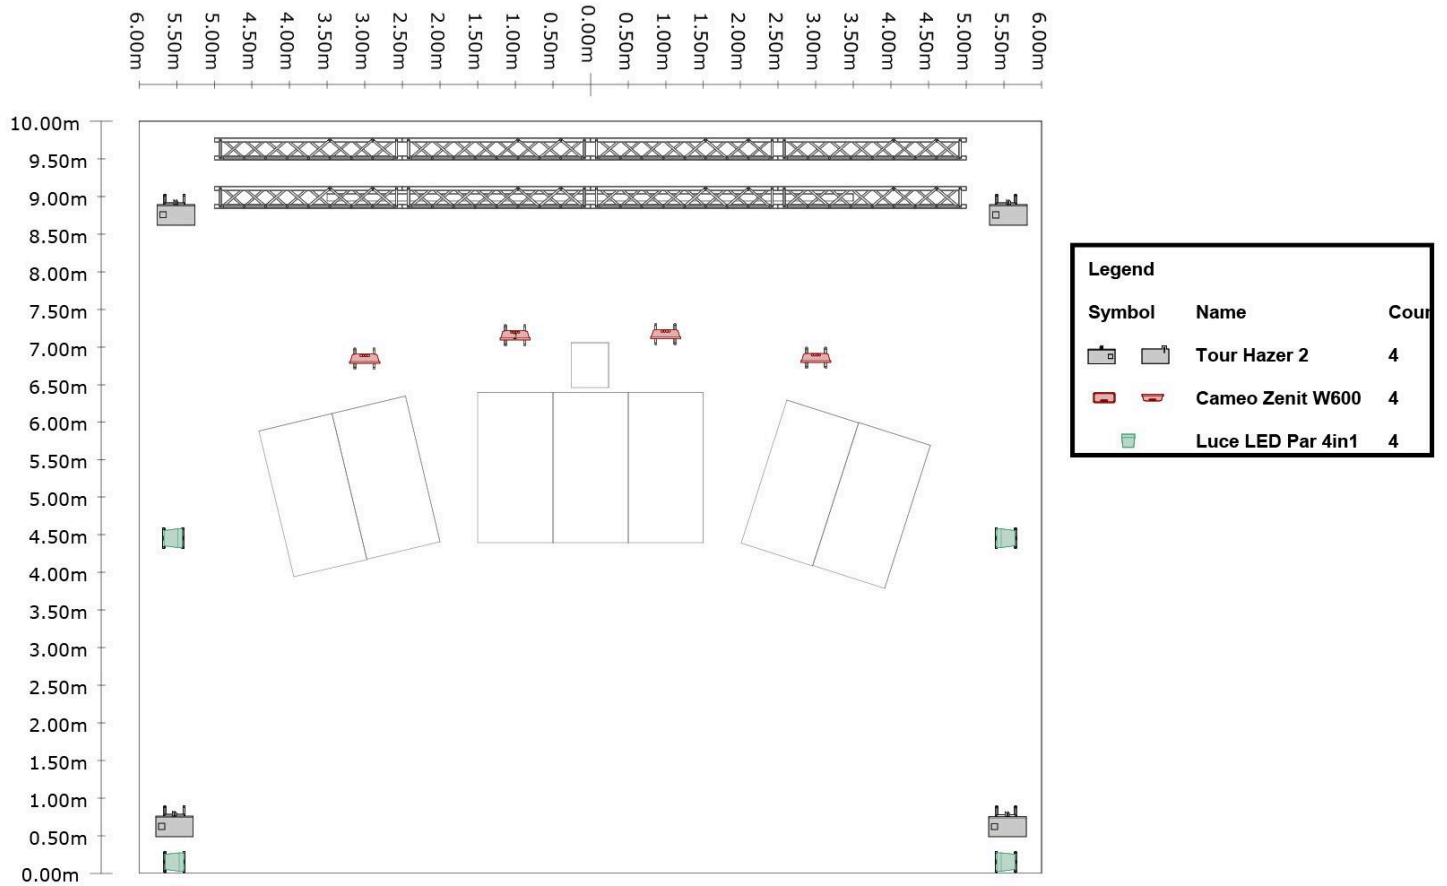 6.00m
5.50m
5.00m
4.50m
4.00m
3.50m
3.00m
2.50m
2.00m
1.50m
1.00m
0.50m
0.00m
0.50m
1.00m
1.50m
2.00m
2.50m
3.00m
3.50m
4.00m
4.50m
5.00m
5.50m
6.00m
10.00m
9.50m
9.00m
8.50m
8.00m
7.50m
7.00m
6.50m
6.00m
5.50m
5.00m
4.50m
4.00m
3.50m
3.00m
2.50m
2.00m
1.50m
1.00m
0.50m
0.00m
Legend
Symbol Name Cour
Tour Hazer 2 4
Cameo Zenit W600 4
Luce LED Par 4in1 4